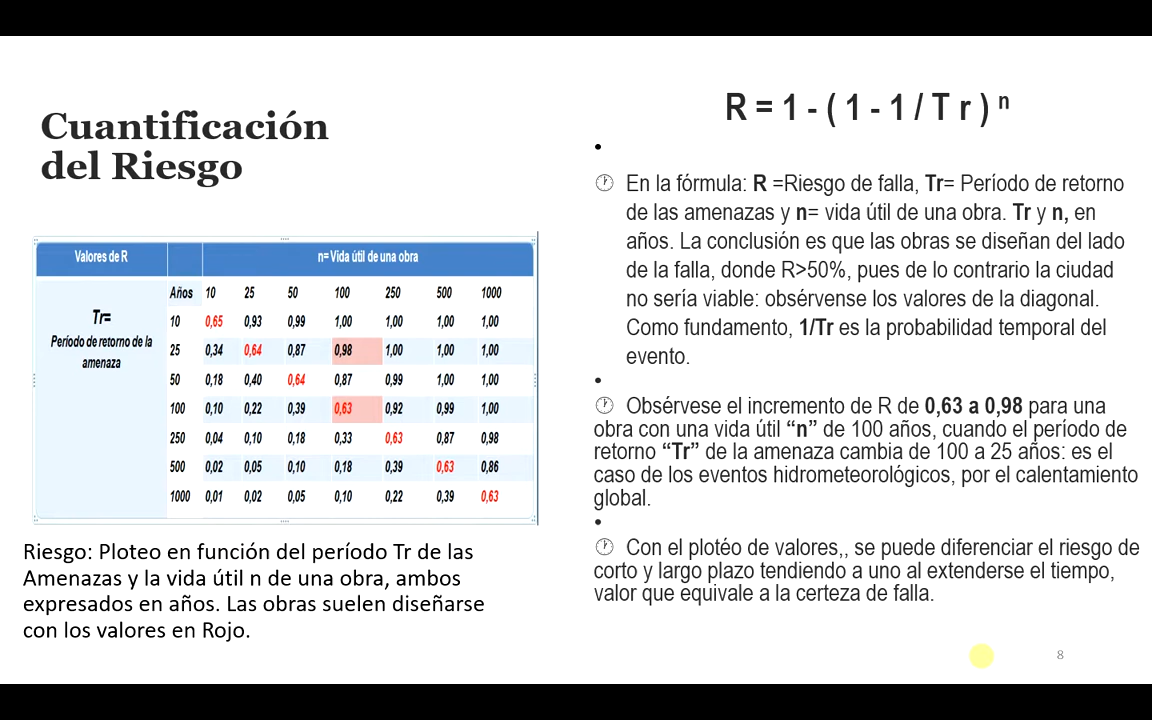 Cuantificación
del Riesgo
Valores de R n= Vida útil de una obra
Tr=
Período de retorno de la
amenaza
Años 10 25 50 100 250 500 1000
10 0,65 0,93 0,99 1,00 1,00 1,00 1,00
25 0,34 0,64 0,87 0,98 1,00 1,00 1,00
50 0,18 0,40 0,64 0,87 0,99 1,00 1,00
100 0,10 0,22 0,39 0,63 0,92 0,99 1,00
250 0,04 0,10 0,18 0,33 0,63 0,87 0,98
500 0,02 0,05 0,10 0,18 0,39 0,63 0,86
1000 0,01 0,02 0,05 0,10 0,22 0,39 0,63
Riesgo: Ploteo en función del período Tr de las
Amenazas y la vida útil n de una obra, ambos
expresados en años. Las obras suelen diseñarse
con los valores en Rojo.
R = 1 - ( 1 - 1 / T r ) ⁿ
En la fórmula: R =Riesgo de falla, Tr= Período de retorno
de las amenazas y n= vida útil de una obra. Tr y n, en
años. La conclusión es que las obras se diseñan del lado
de la falla, donde R>50%, pues de lo contrario la ciudad
no sería viable: obsérvense los valores de la diagonal.
Como fundamento, 1/Tr es la probabilidad temporal del
evento.
Obsérvese el incremento de R de 0,63 a 0,98 para una
obra con una vida útil “n” de 100 años, cuando el período de
retorno “Tr” de la amenaza cambia de 100 a 25 años: es el
caso de los eventos hidrometeorológicos, por el calentamiento
global.
Con el plotéo de valores,, se puede diferenciar el riesgo de
corto y largo plazo tendiendo a uno al extenderse el tiempo,
valor que equivale a la certeza de falla.
8